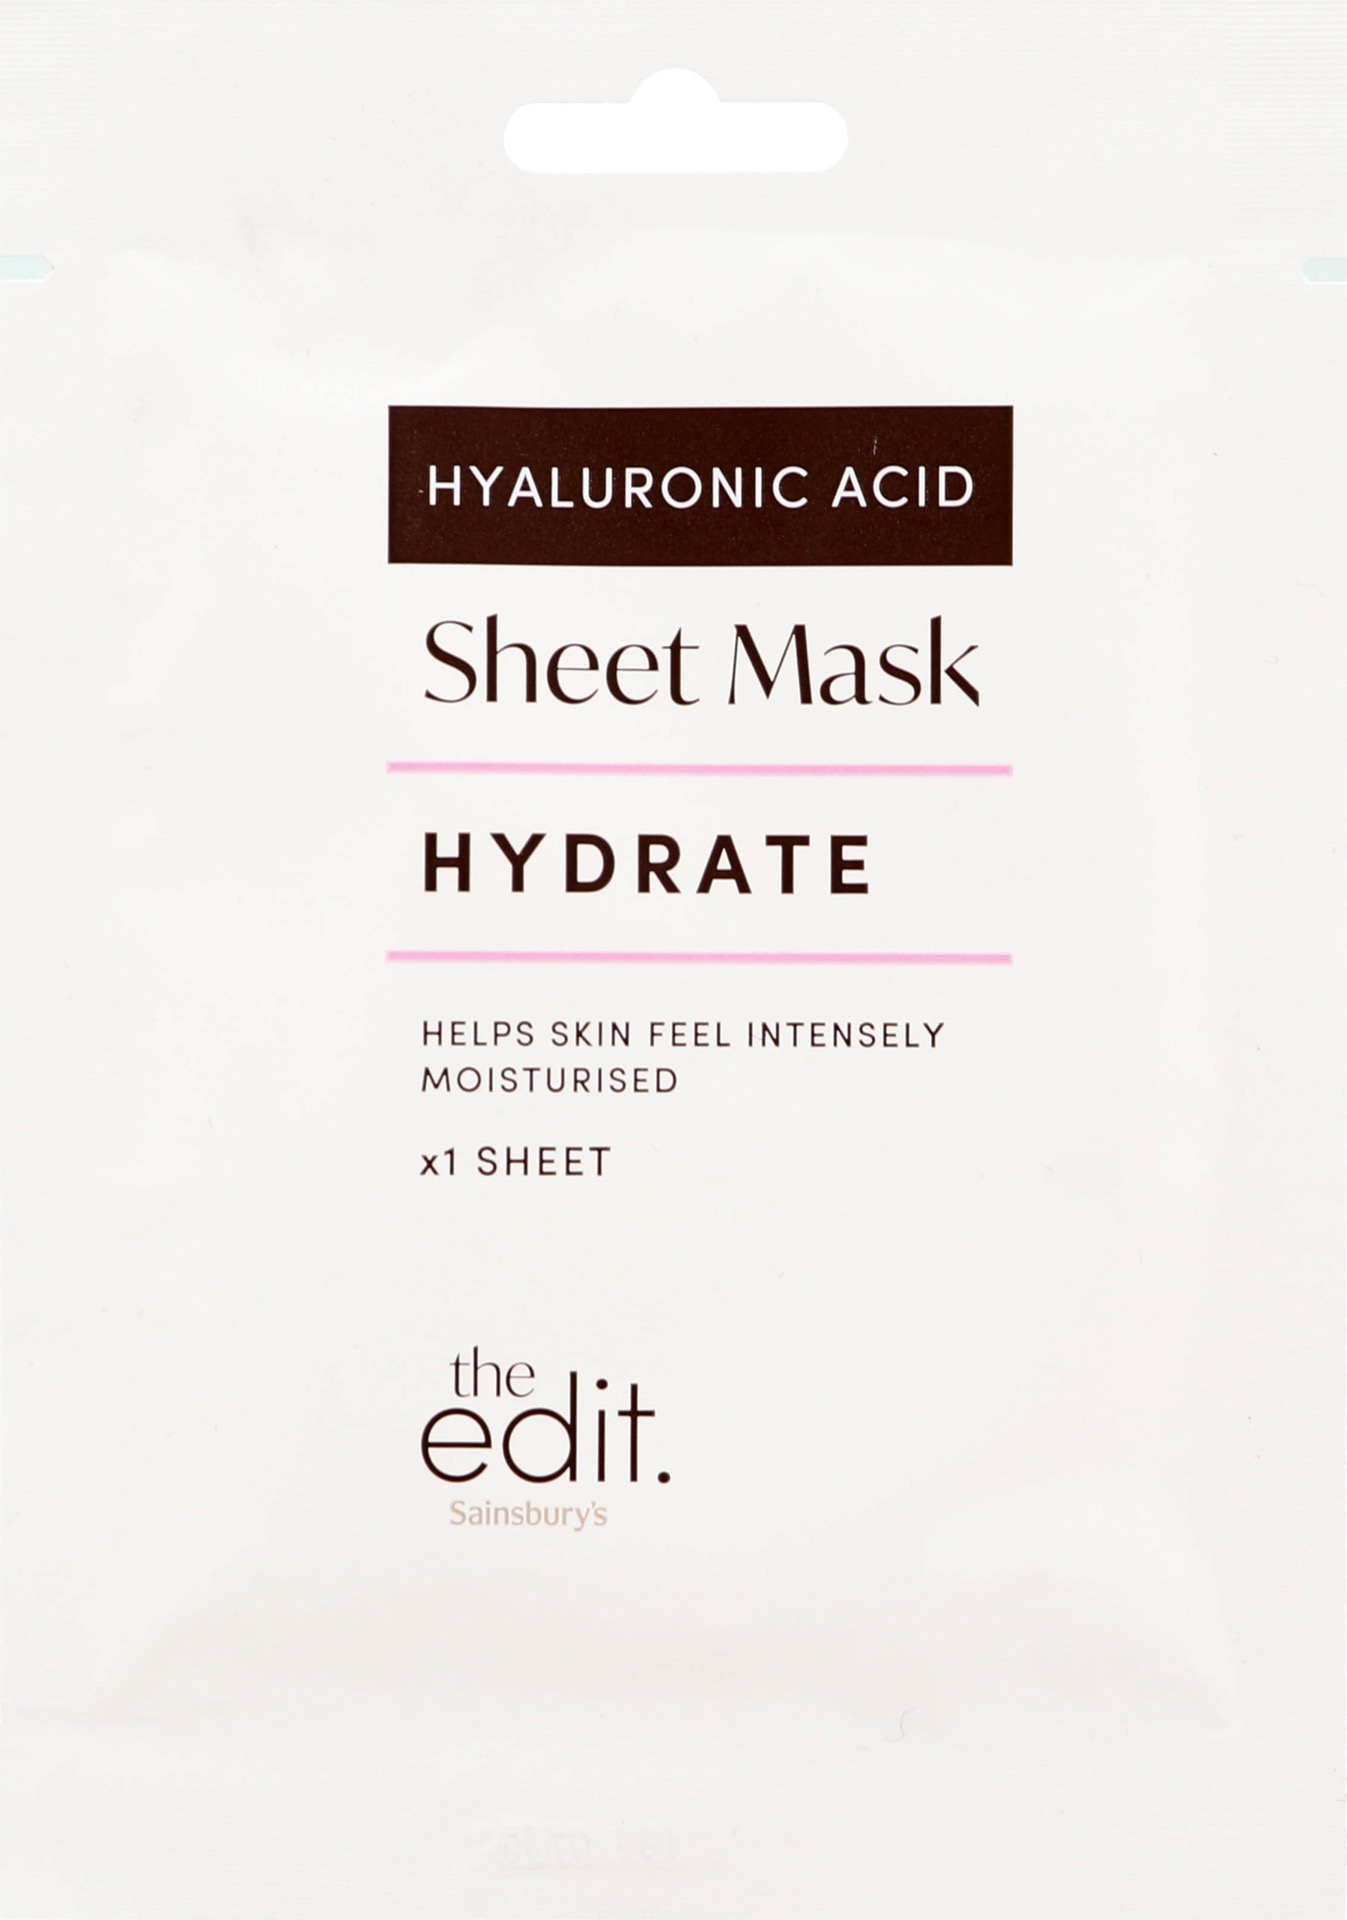 HYALURONIC ACID
Sheet Mask
HYDRATE
HELPS SKIN FEEL INTENSELY
MOISTURISED
x1 SHEET
the
edit.
Sainsbury's